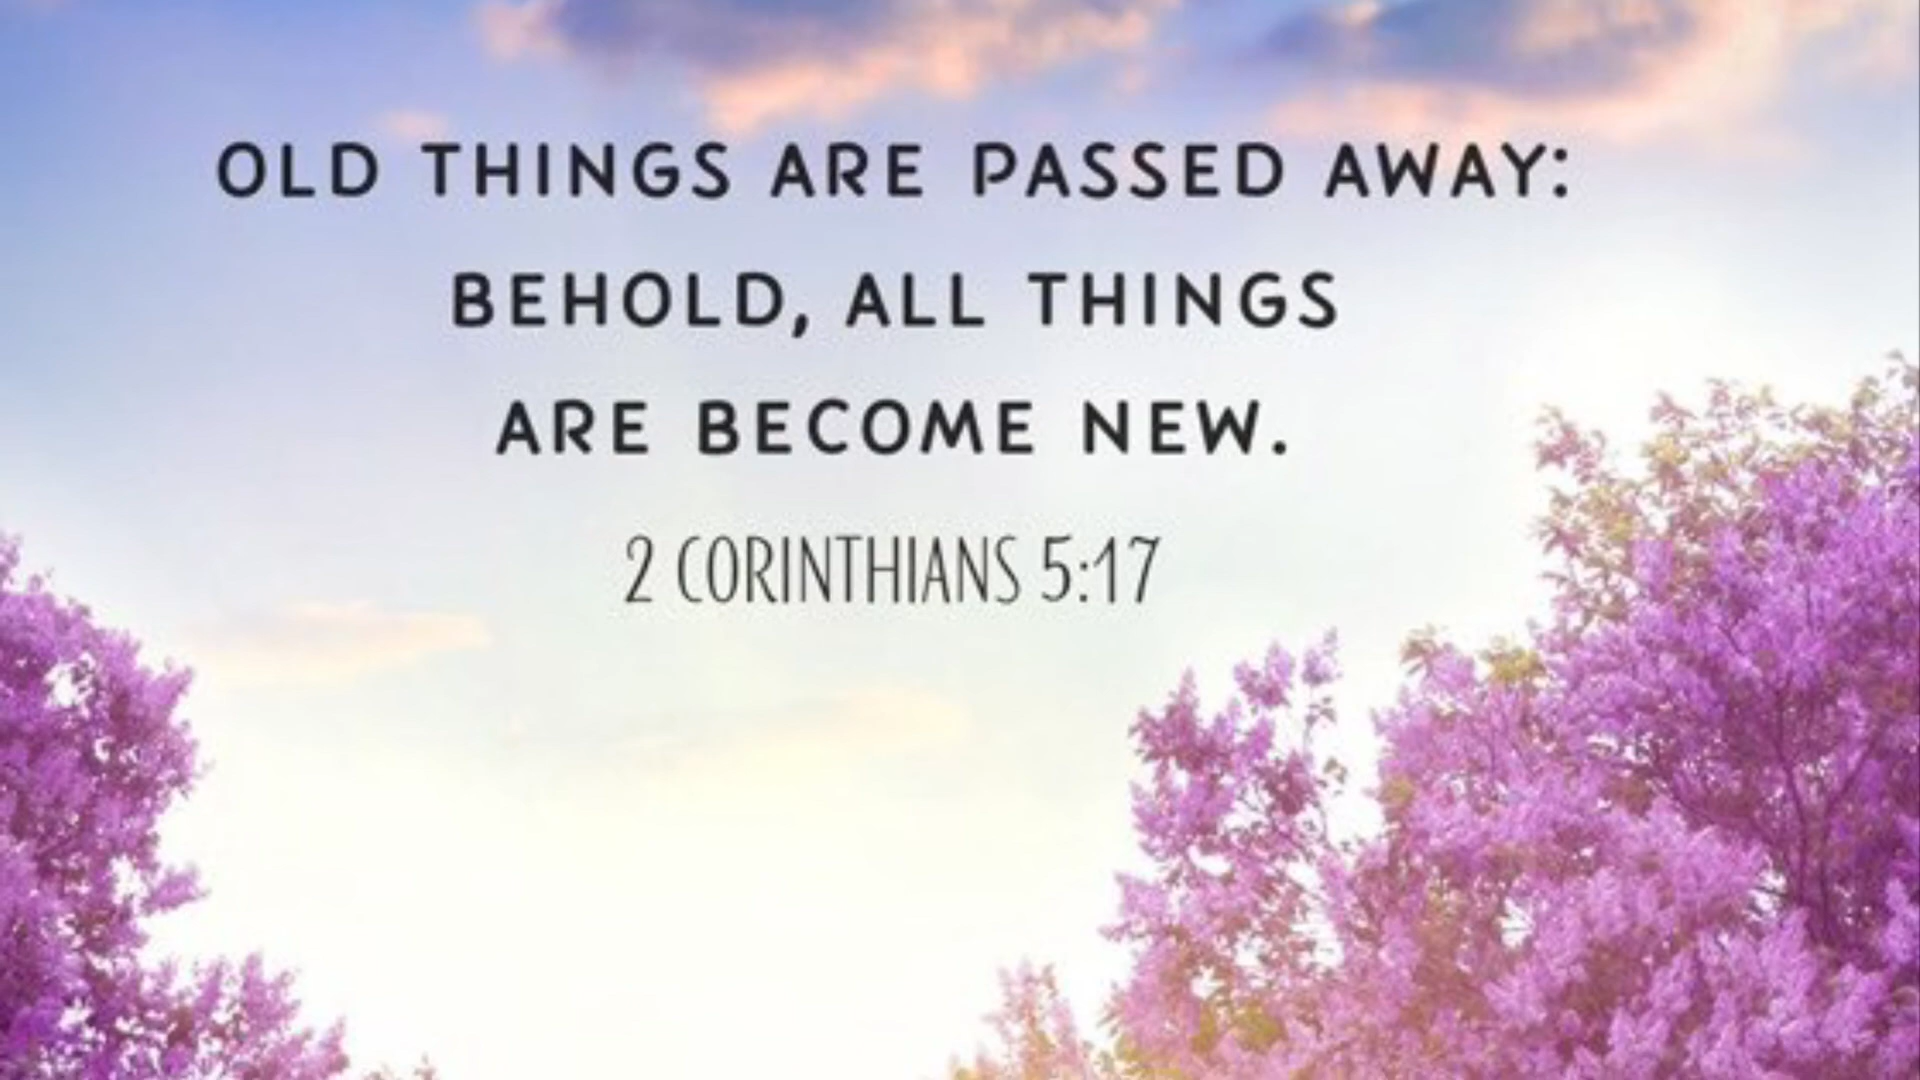 OLD THINGS ARE PASSED AWAY:
BEHOLD, ALL THINGS
ARE BECOME NEW.
2 CORINTHIANS 5:17